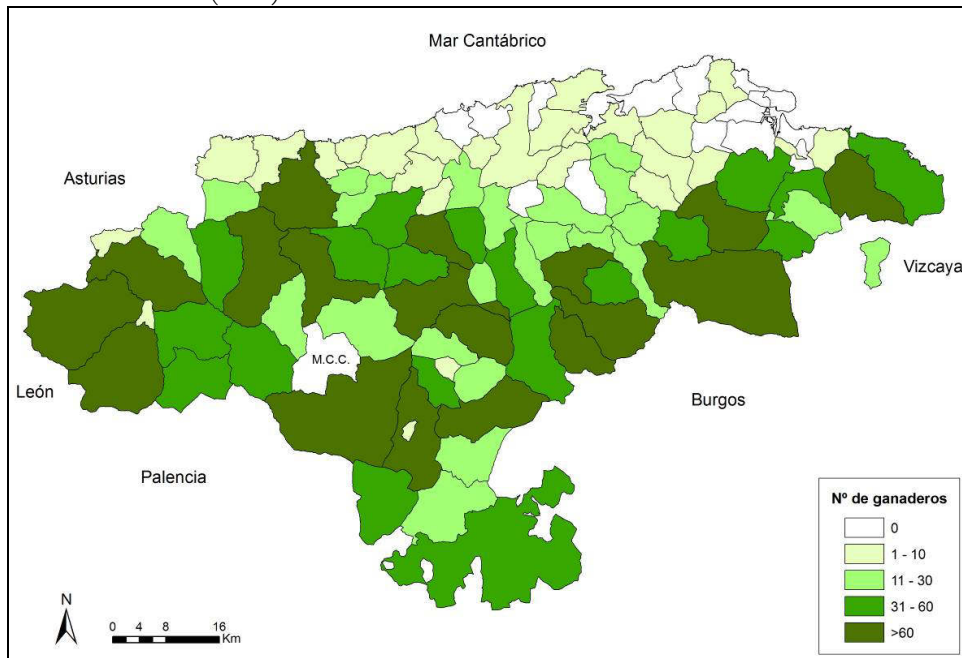 Mar Cantábrico
Asturias
Vizcaya
M.C.C.
León
Burgos
Palencia
Nº de ganaderos
0
1 - 10
11 - 30
31 - 60
>60
N
0 4 8 16
Km